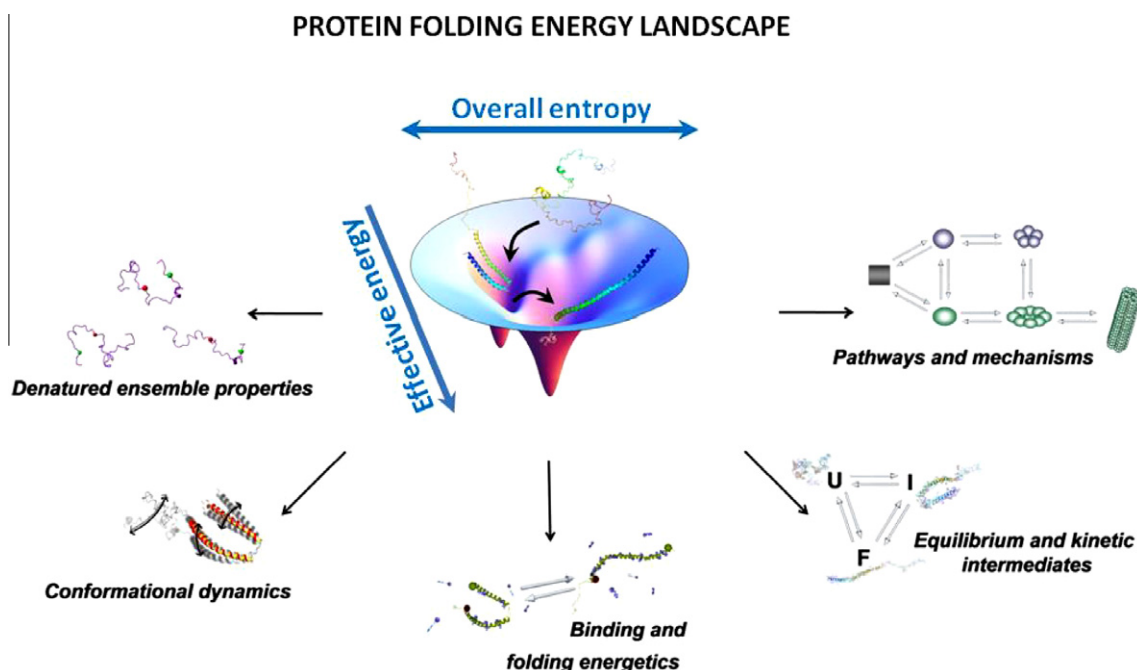 PROTEIN FOLDING ENERGY LANDSCAPE
Overall entropy
Effective energy
Denatured ensemble properties
Pathways and mechanisms
Conformational dynamics
Binding and
folding energetics
U
I
F
Equilibrium and kinetic
intermediates